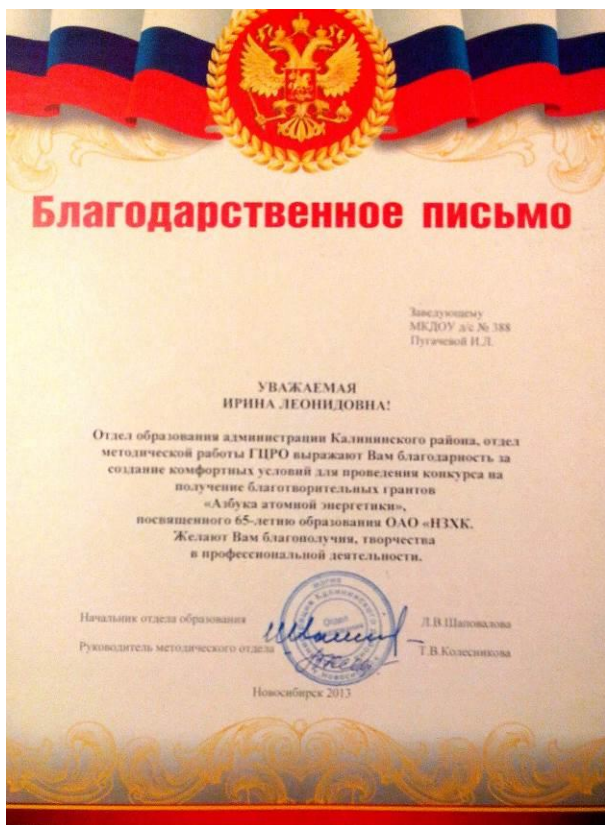 Благодарственное письмо
Заведующему
МКДОУ д/с № 388
Пугачевой И.Л.
УВАЖАЕМАЯ
ИРИНА ЛЕОНИДОВНА!
Отдел образования администрации Калининского района, отдел
методической работы ГЦРО выражают Вам благодарность за
создание комфортных условий для проведения конкурса на
получение благотворительных грантов
«Азбука атомной энергетики»,
посвященного 65-летию образования ОАО «НЗХК.
Желают Вам благополучия, творчества
в профессиональной деятельности.
Начальник отдела образования Л.В.Шаповалова
Руководитель методического отдела Т.В.Колесникова
Новосибирск 2013